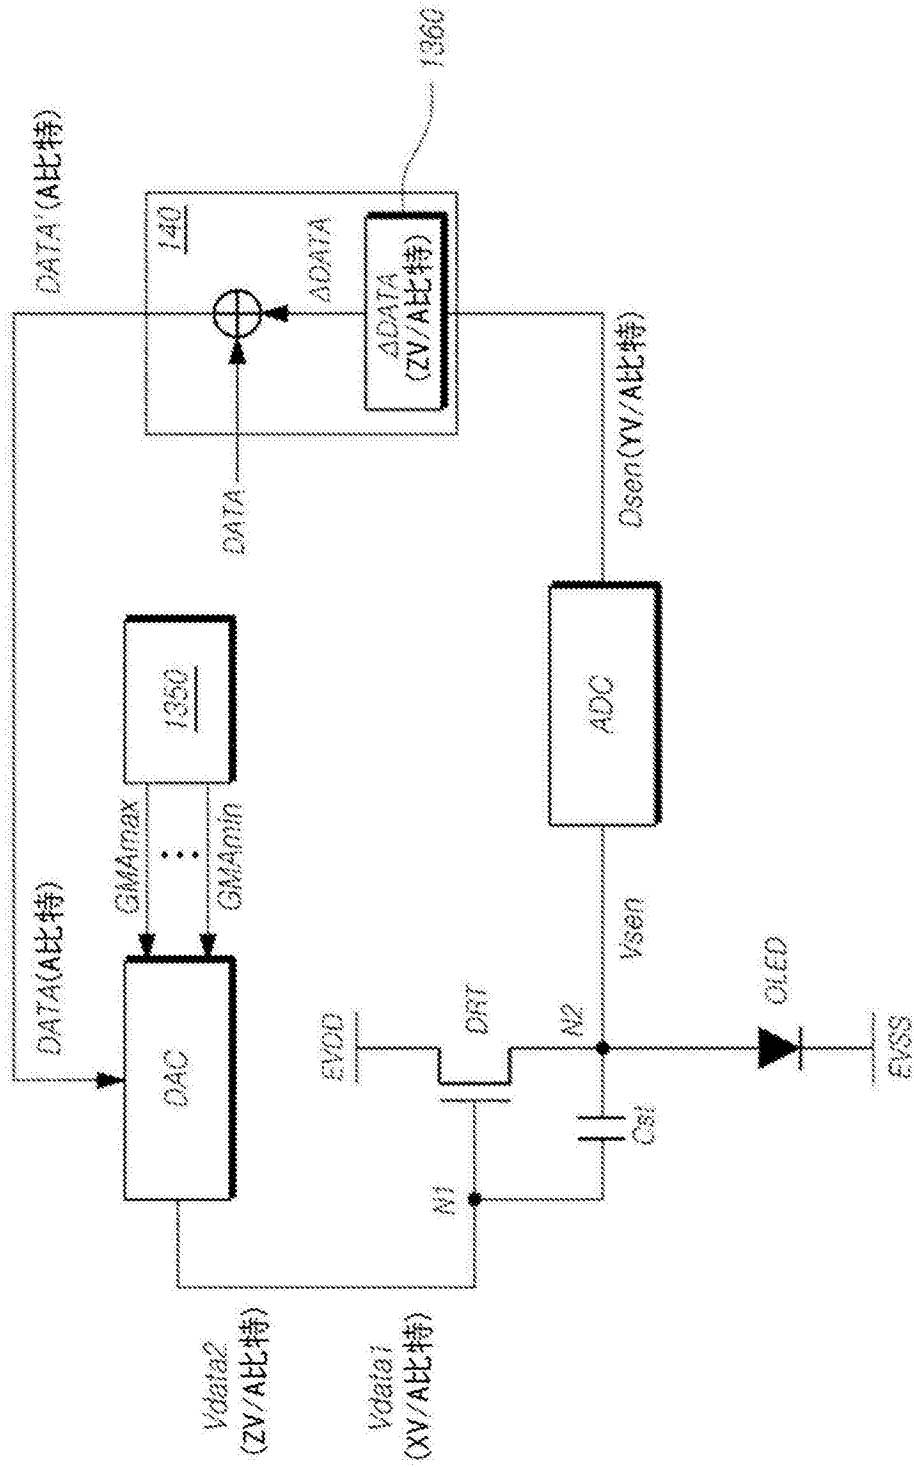 DATA(A比特)
DATA'(A比特)
Vdata2
(ZV/A比特)
DAC
GMAmax
GMAmin
1350
DATA
140
ΔDATA
ΔDATA
(ZV/A比特)
1360
Vdata1
(XV/A比特)
EVDD
N1
DRT
N2
Cst
Vsen
ADC
Dsen(YV/A比特)
OLED
EVSS